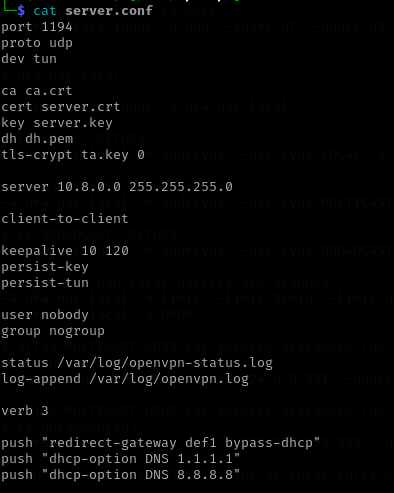 $ cat server.conf
port 1194
proto udp
dev tun
ca ca.crt
cert server.crt
key server.key
dh dh.pem
tls-crypt ta.key 0
server 10.8.0.0 255.255.255.0
client-to-client
keepalive 10 120
persist-key
persist-tun
user nobody
group nogroup
status /var/log/openvpn-status.log
log-append /var/log/openvpn.log
verb 3
push "redirect-gateway def1 bypass-dhcp"
push "dhcp-option DNS 1.1.1.1"
push "dhcp-option DNS 8.8.8.8"